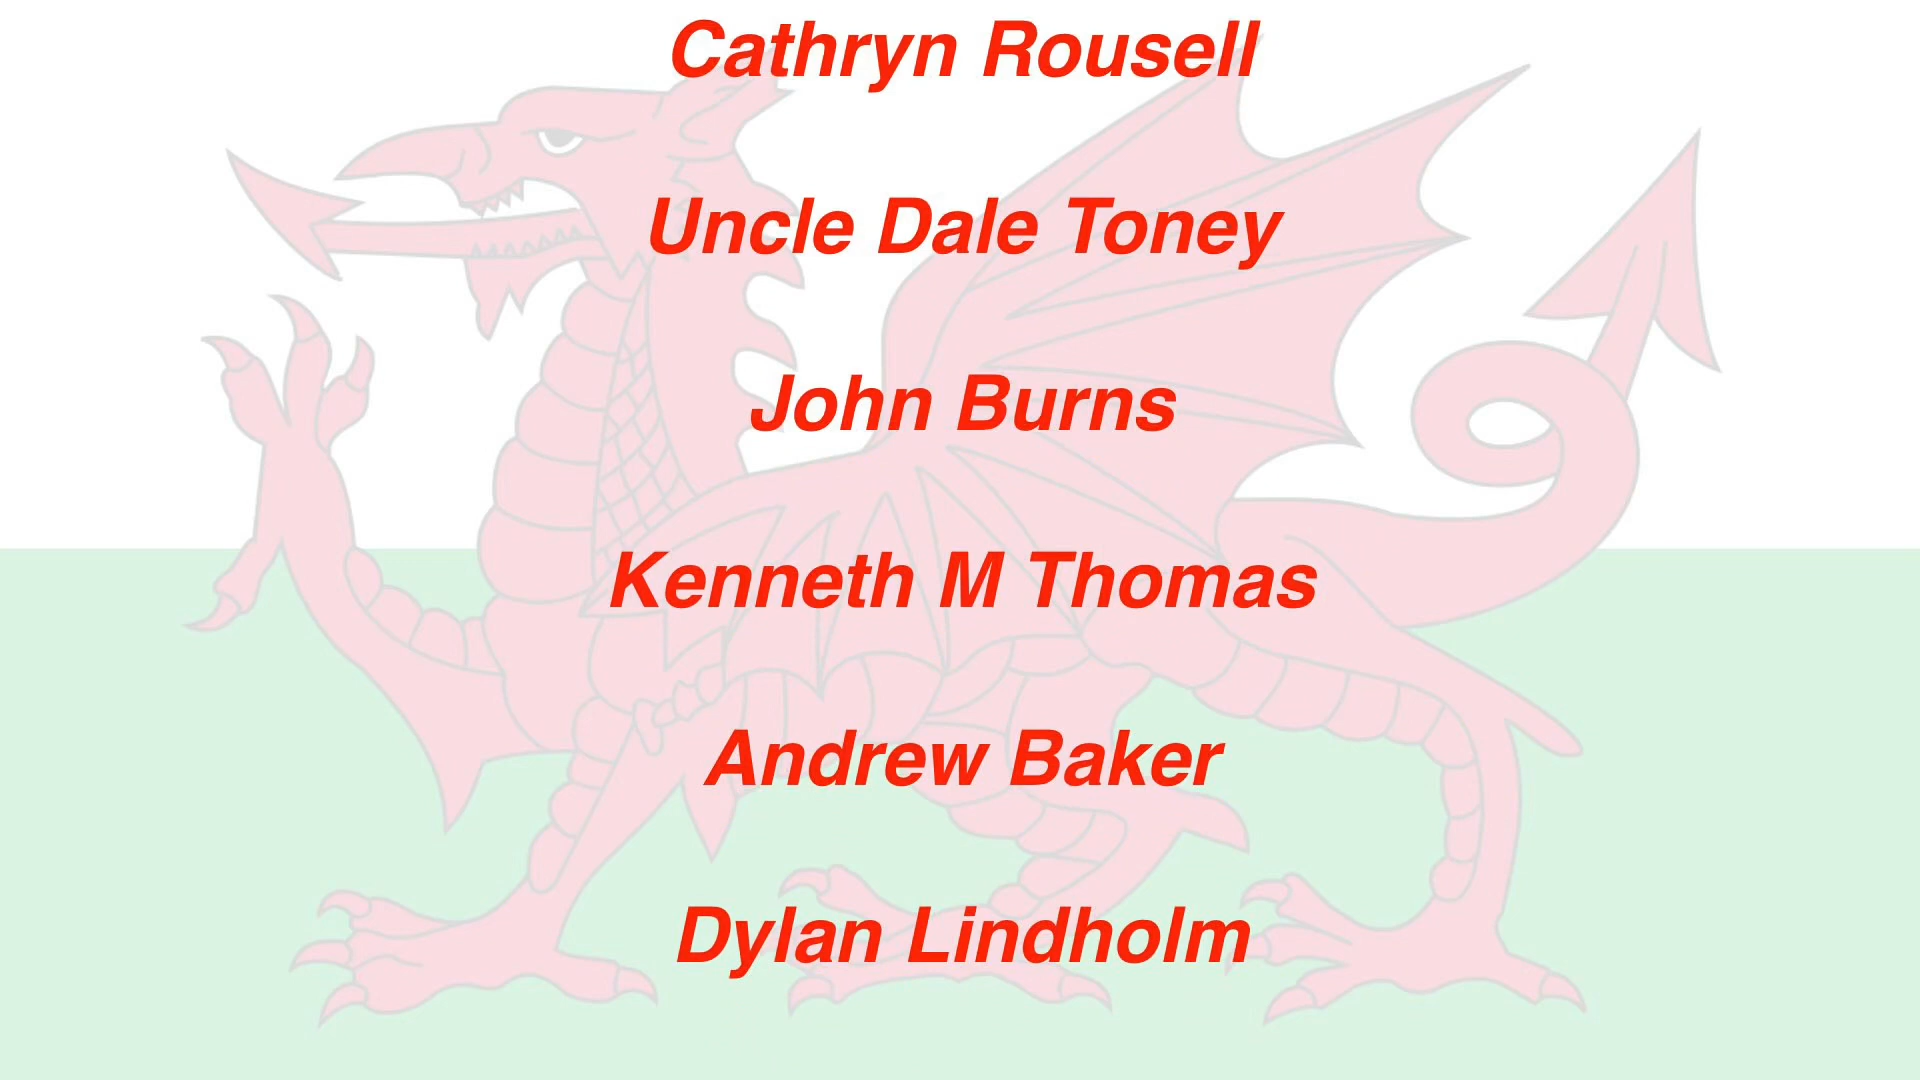 Cathryn Rousell
Uncle Dale Toney
John Burns
Kenneth M Thomas
Andrew Baker
Dylan Lindholm